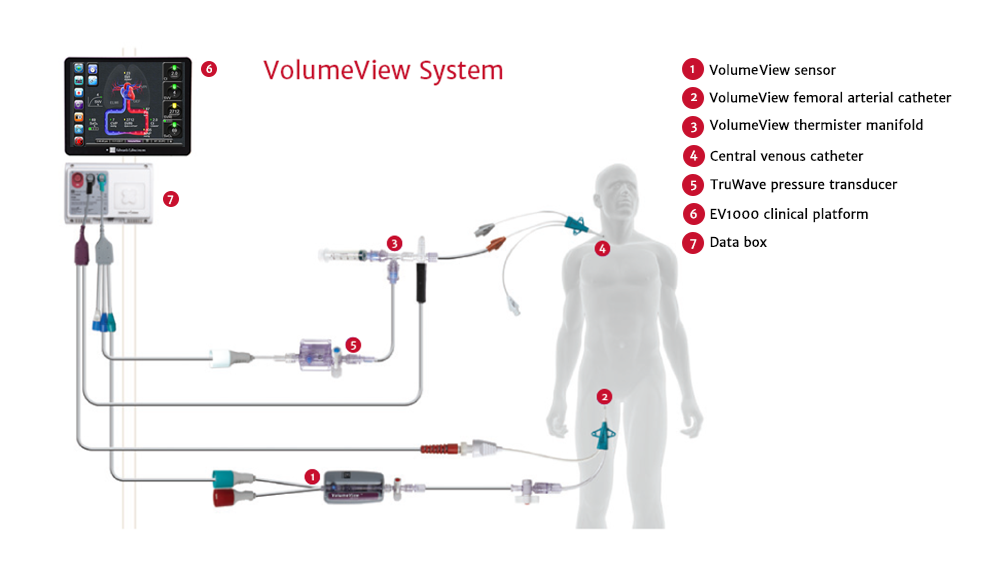 VolumeView System
1 VolumeView sensor
2 VolumeView femoral arterial catheter
3 VolumeView thermister manifold
4 Central venous catheter
5 TruWave pressure transducer
6 EV1000 clinical platform
7 Data box
6
7
3
4
5
2
1
VolumeView